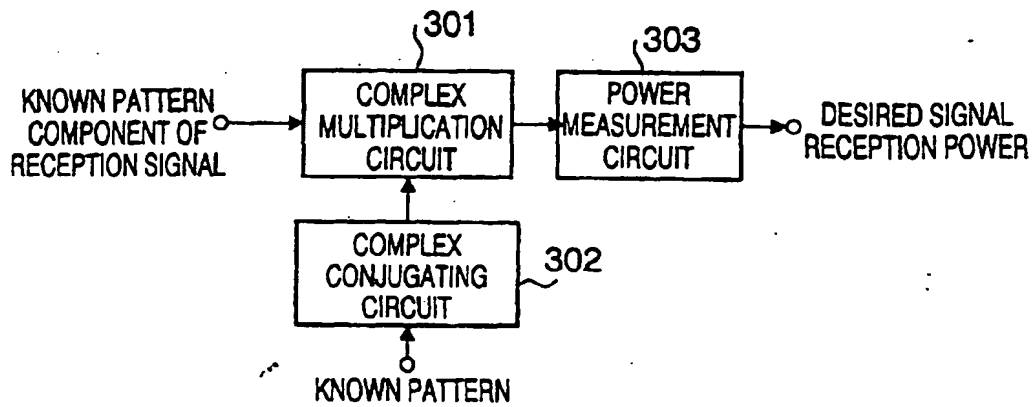 301
303
KNOWN PATTERN
COMPONENT OF
RECEPTION SIGNAL
COMPLEX
MULTIPLICATION
CIRCUIT
POWER
MEASUREMENT
CIRCUIT
DESIRED SIGNAL
RECEPTION POWER
COMPLEX
CONJUGATING
CIRCUIT
302
KNOWN PATTERN